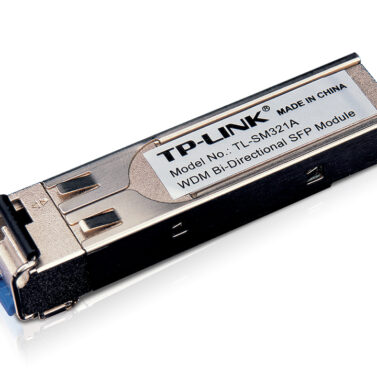 TP-LINK® MADE IN CHINA
Model No.: TL-SM321A
WDM Bi-Directional SFP Module